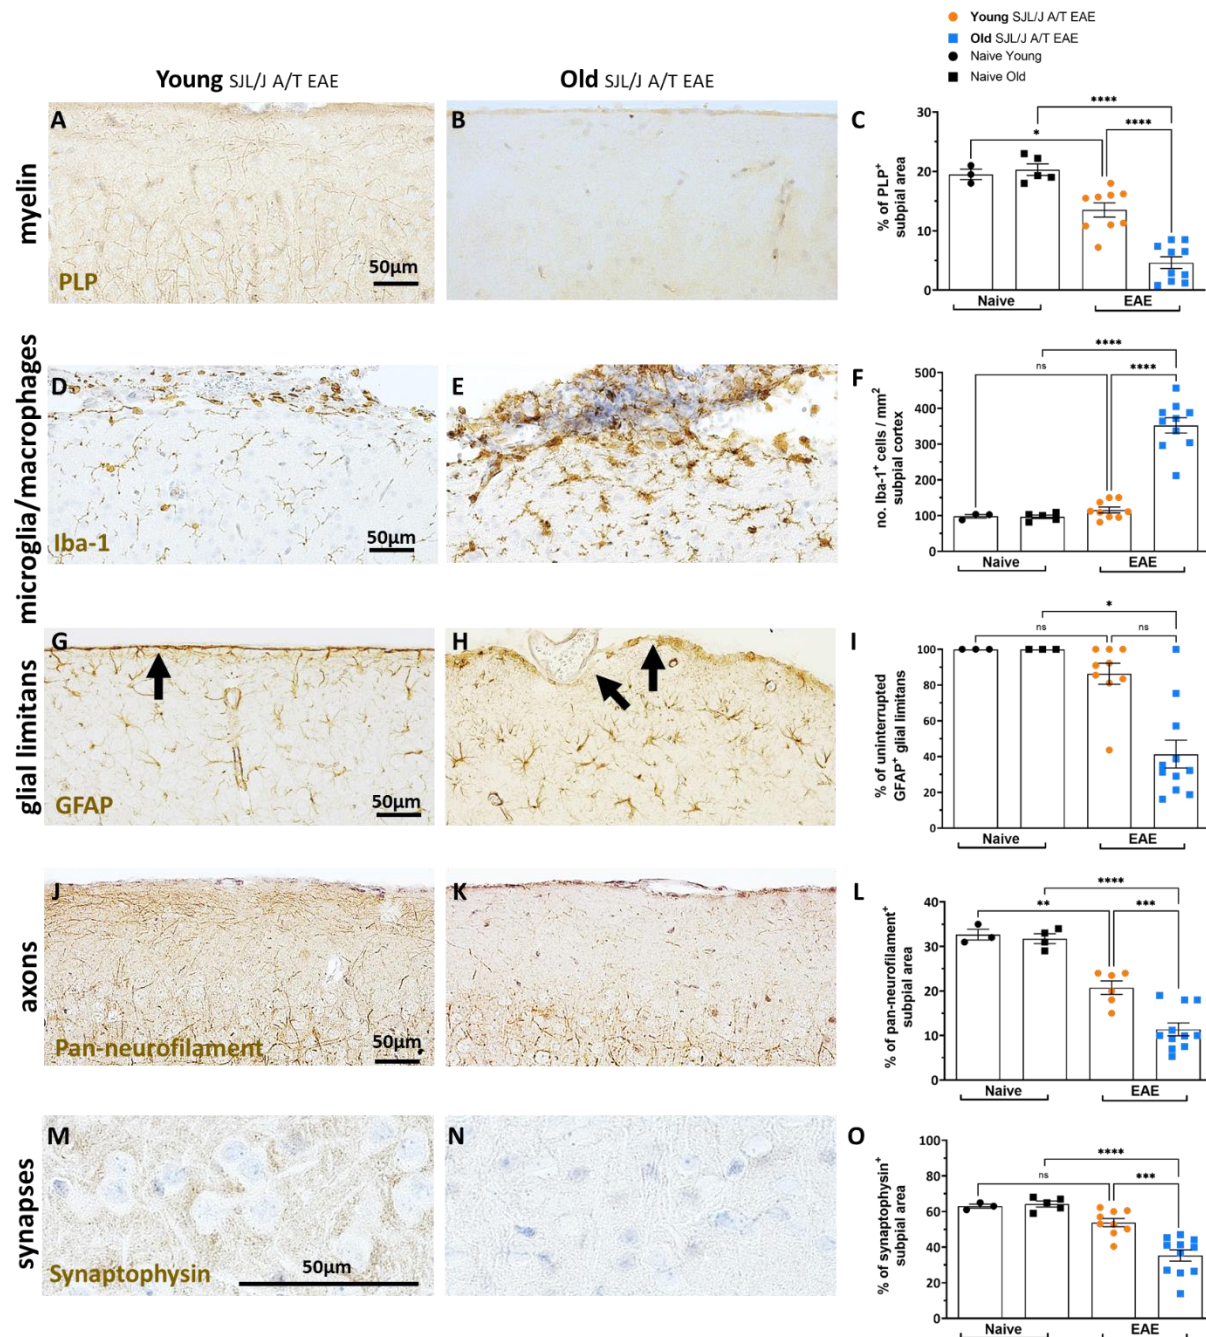 Young SJL/J A/T EAE
Old SJL/J A/T EAE
Naive Young
Naive Old
Young SJL/J A/T EAE
Old SJL/J A/T EAE
myelin
A
PLP
50µm
B
C
% of PLP+
subpial area
30
20
10
0
*
****
****
Naive
EAE
microglia/macrophages
D
Iba-1
50µm
E
F
no. Iba-1+ cells / mm2
subpial cortex
500
400
300
200
100
0
ns
****
****
Naive
EAE
glial limitans
G
GFAP
50µm
H
I
% of uninterrupted
GFAP+ glial limitans
100
80
60
40
20
0
ns
*
ns
Naive
EAE
axons
J
Pan-neurofilament
50µm
K
L
% of pan-neurofilament+
subpial area
40
30
20
10
0
**
****
***
Naive
EAE
synapses
M
Synaptophysin
50µm
N
O
% of synaptophysin+
subpial area
100
80
60
40
20
0
ns
****
***
Naive
EAE